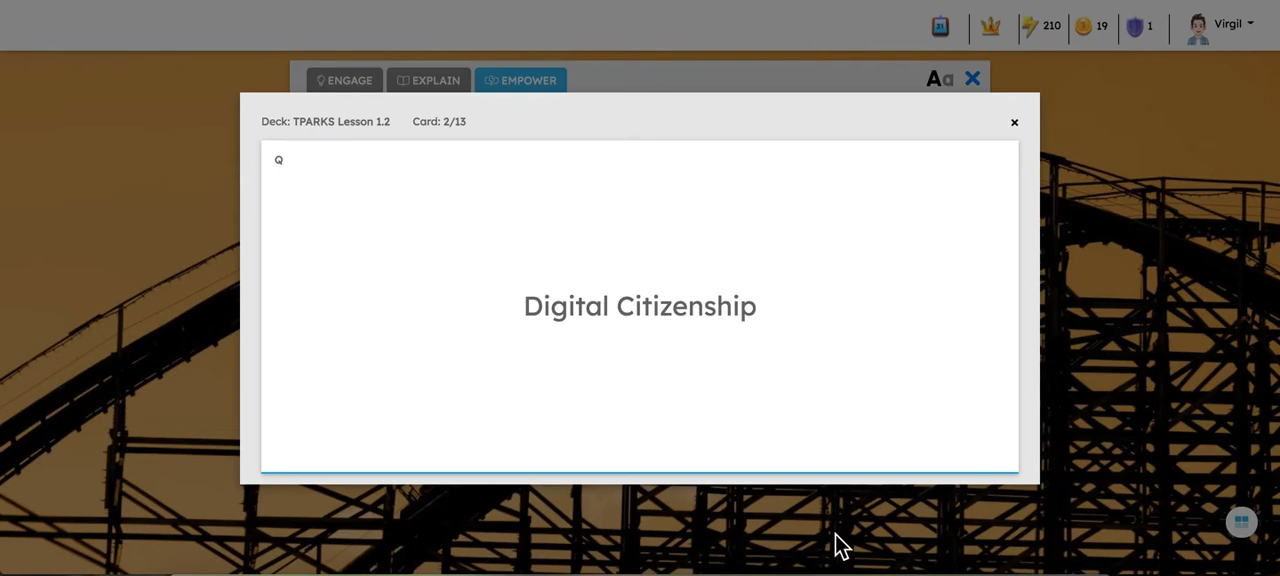 210
19
1
Virgil
ENGAGE
EXPLAIN
EMPOWER
Aa
Deck: TPARKS Lesson 1.2 Card: 2/13
Q
Digital Citizenship